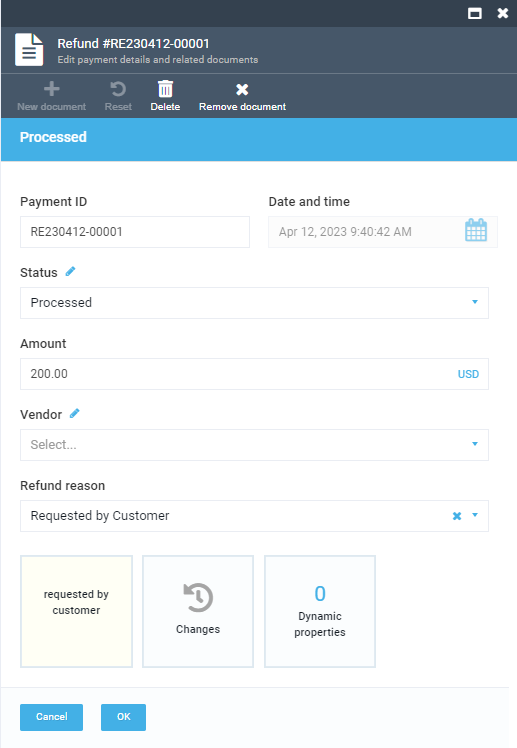 Refund #RE230412-00001
Edit payment details and related documents
New document Reset Delete Remove document
Processed
Payment ID Date and time
RE230412-00001 Apr 12, 2023 9:40:42 AM
Status
Processed
Amount
200.00 USD
Vendor
Select...
Refund reason
Requested by Customer
requested by
customer
Changes
0
Dynamic
properties
Cancel OK